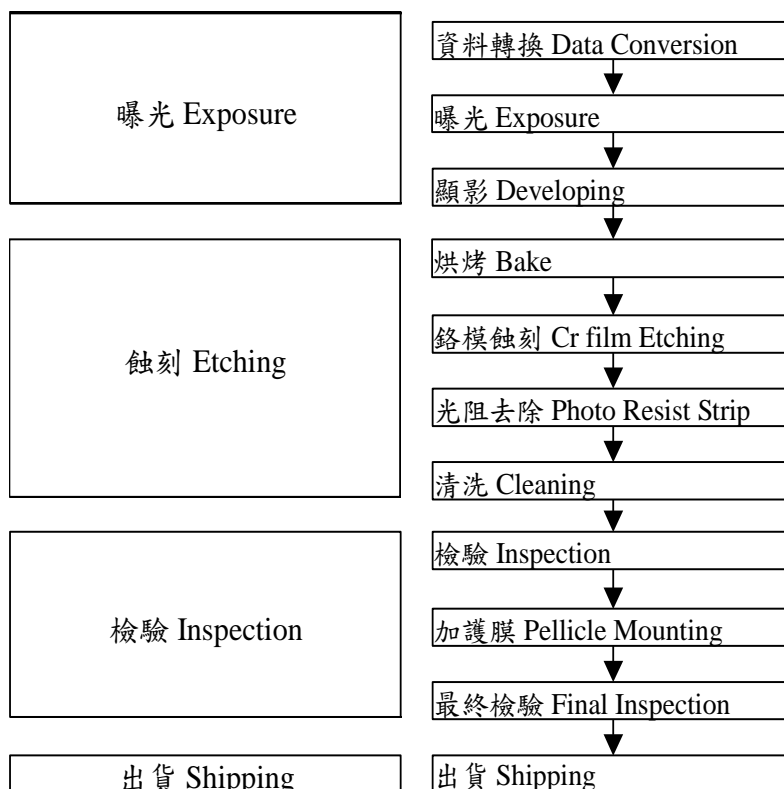 曝光 Exposure
資料轉換 Data Conversion
曝光 Exposure
顯影 Developing
蝕刻 Etching
烘烤 Bake
鉻模蝕刻 Cr film Etching
光阻去除 Photo Resist Strip
清洗 Cleaning
檢驗 Inspection
檢驗 Inspection
加護膜 Pellicle Mounting
最終檢驗 Final Inspection
出貨 Shipping
出貨 Shipping